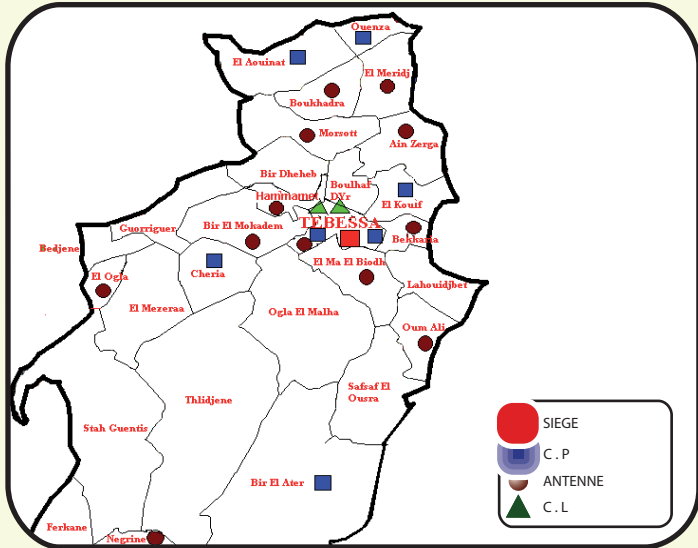 Ouenza
El Aouinat
El Meridj
Boukhadra
Morsott
Ain Zerga
Bir Dheheb
Boulhaf
DYr
Hammamet
El Kouif
TEBESSA
Bir El Mokadem
Guorriguer
Bekkaria
Bedjene
El Ma El Biodh
Cheria
El Ogla
Lahouidjbet
El Mezeraa
Ogla El Malha
Oum Ali
Safsaf El
Ousra
Thlidjene
Stah Guentis
Bir El Ater
Ferkane
Negrine
SIEGE
C.P
ANTENNE
C.L